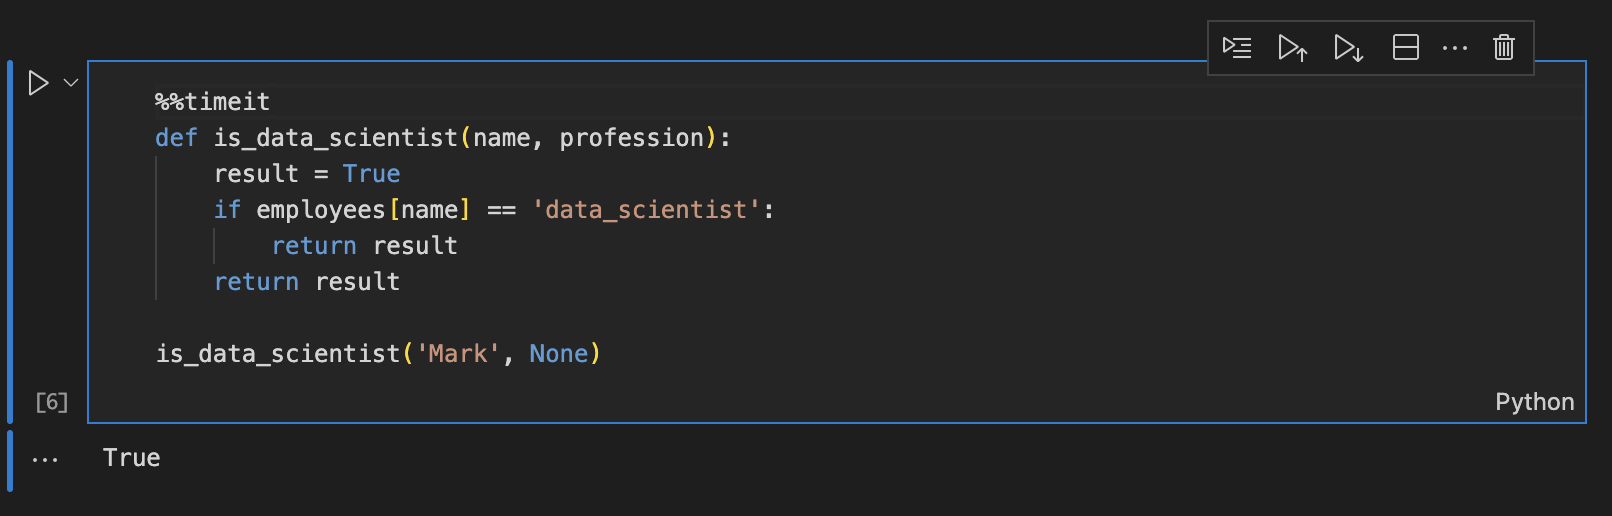 %%timeit
def is_data_scientist(name, profession):
    result = True
    if employees[name] == 'data_scientist':
        return result
    return result

is_data_scientist('Mark', None)
[6]
Python
True